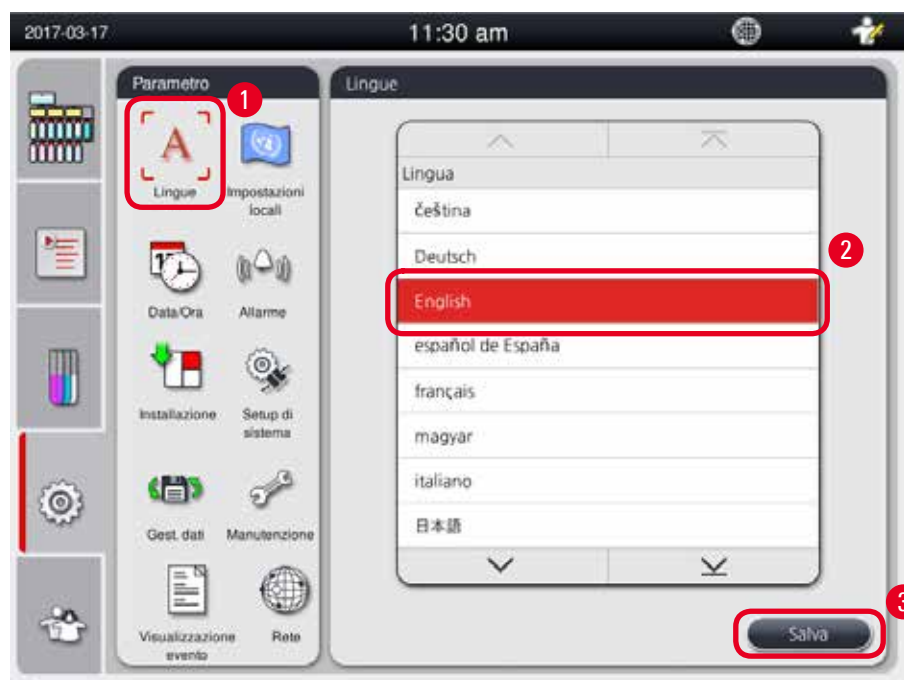 2017-03-17 11:30 am
Parametro
1
Lingue
A
Lingue
Impostazioni
locali
Data/Ora
Allarme
Installazione
Setup di
sistema
Gest. dati
Manutenzione
Visualizzazione
evento
Rete
Lingua
čeština
Deutsch
2
English
español de España
français
magyar
italiano
日本語
3
Salva